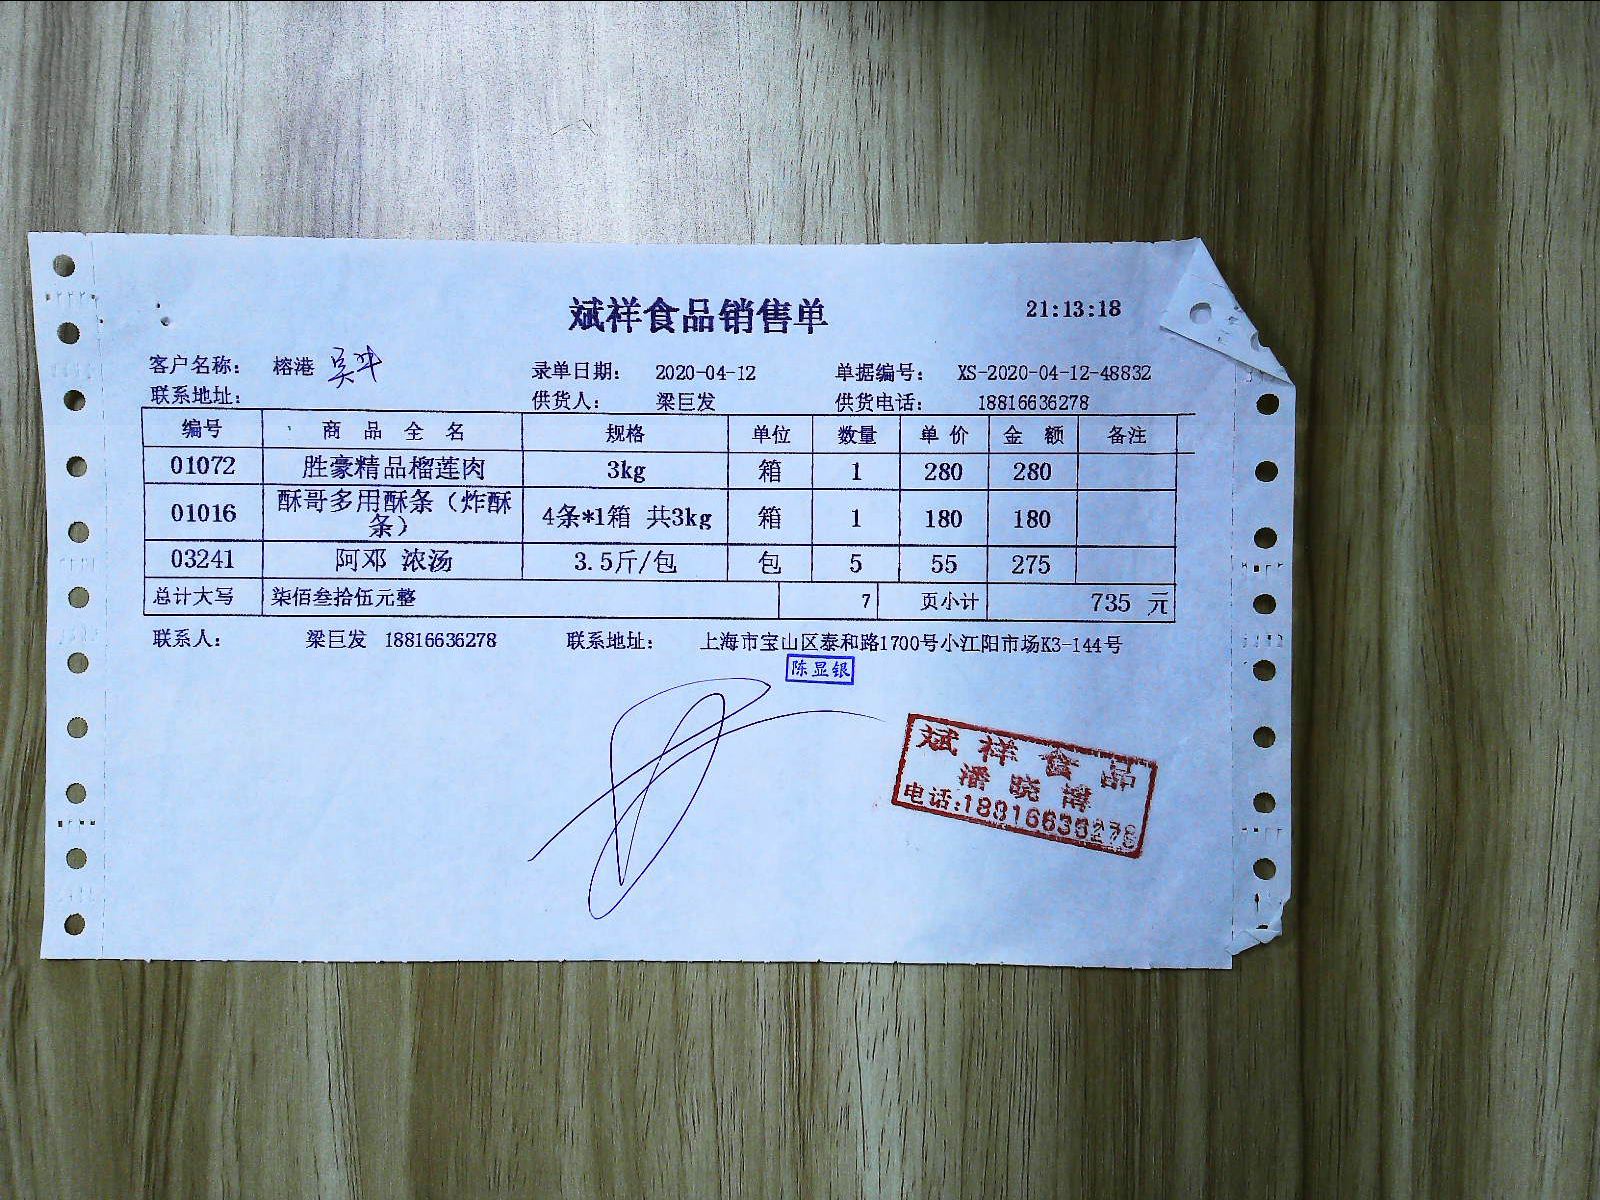 斌祥食品销售单 21:13:18
客户名称: 榕港 录单日期: 2020-04-12 单据编号: XS-2020-04-12-48832
联系地址: 供货人: 梁巨发 供货电话: 18816636278
编号 商品全名 规格 单位 数量 单价 金额 备注
01072 胜豪精品榴莲肉 3kg 箱 1 280 280
01016 酥哥多用酥条（炸酥条） 4条*1箱 共3kg 箱 1 180 180
03241 阿邓 浓汤 3.5斤/包 包 5 55 275
总计大写 柒佰叁拾伍元整 7 页小计 735 元
联系人: 梁巨发 18816636278 联系地址: 上海市宝山区泰和路1700号小江阳市场K3-144号
陈显银
斌祥食品
潘晓
电话:18816636278